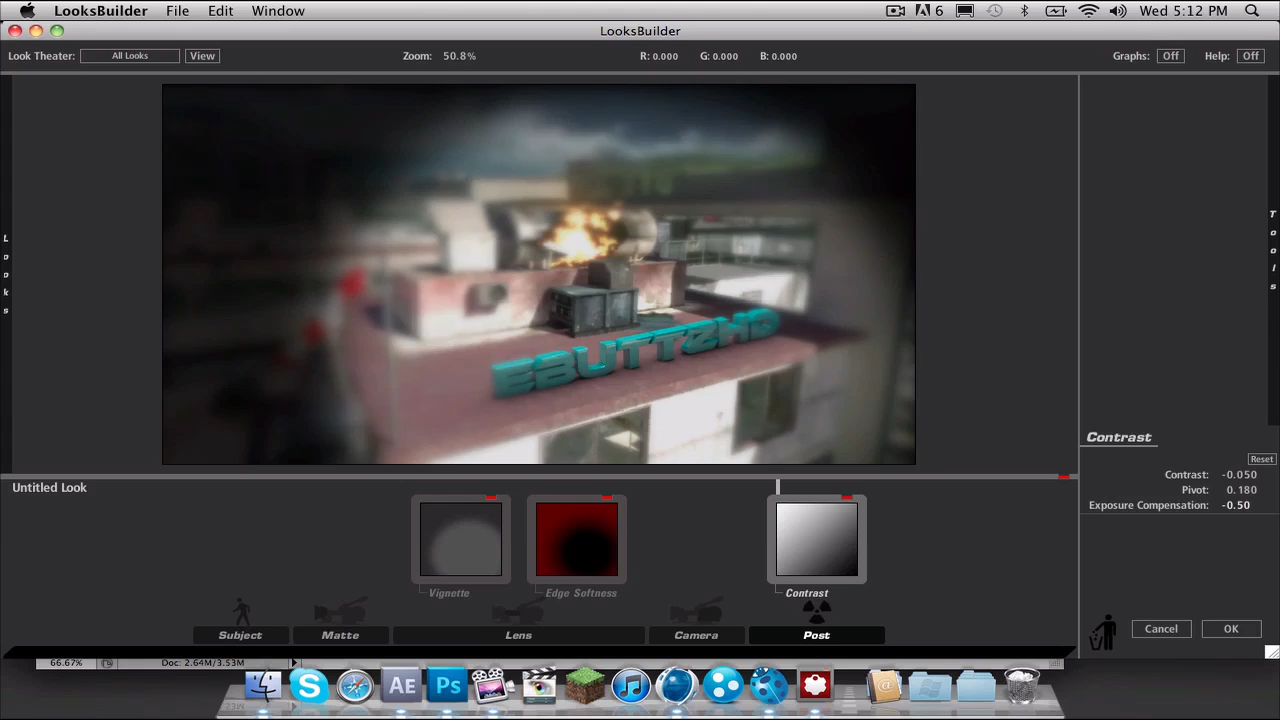 LooksBuilder File Edit Window 6 Wed 5:12 PM
LooksBuilder
Look Theater: All Looks View Zoom: 50.8% R: 0.000 G: 0.000 B: 0.000 Graphs: Off Help: Off
Looks
Tools
EBUTTZHD
Contrast
Reset
Contrast: -0.050
Pivot: 0.180
Exposure Compensation: -0.50
Untitled Look
Vignette Edge Softness Contrast
Subject Matte Lens Camera Post
Cancel OK
66.67% Doc: 2.64M/3.53M
AE Ps